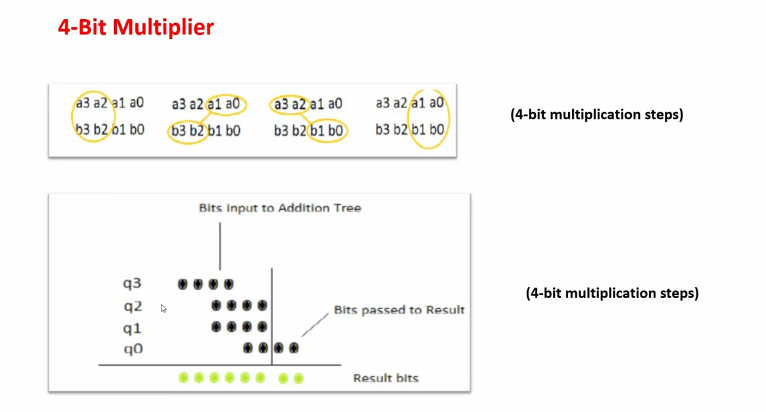 4-Bit Multiplier
a3 a2 a1 a0 a3 a2 a1 a0 a3 a2 a1 a0 a3 a2 a1 a0
b3 b2 b1 b0 b3 b2 b1 b0 b3 b2 b1 b0 b3 b2 b1 b0
(4-bit multiplication steps)
Bits input to Addition Tree
q3
q2
q1
q0
Bits passed to Result
Result bits
(4-bit multiplication steps)